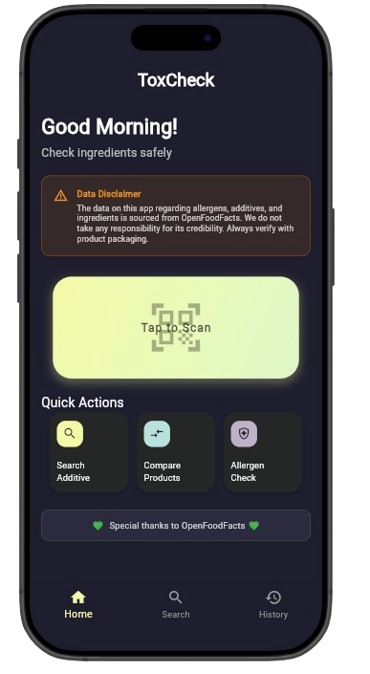 ToxCheck
Good Morning!
Check ingredients safely
Data Disclaimer
The data on this app regarding allergens, additives, and
ingredients is sourced from OpenFoodFacts. We do not
take any responsibility for its credibility. Always verify with
product packaging.
Tap to Scan
Quick Actions
Search
Additive
Compare
Products
Allergen
Check
💚 Special thanks to OpenFoodFacts 💚
Home
Search
History